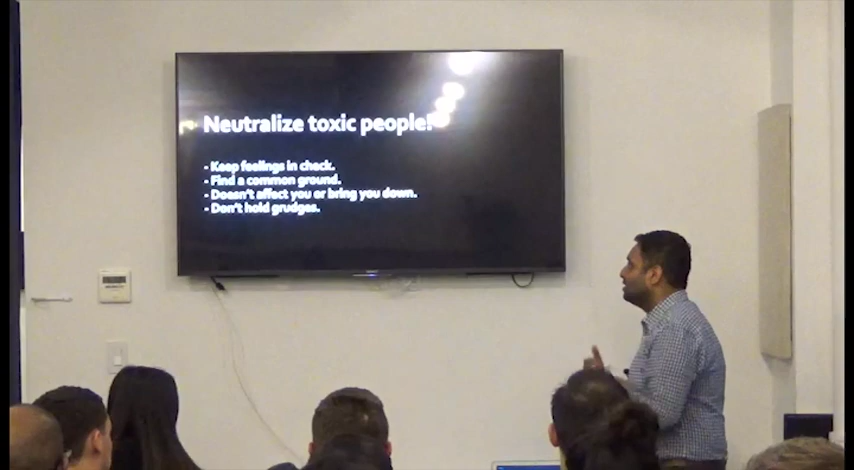 Neutralize toxic people!
- Keep feelings in check.
- Find a common ground.
- Doesn't affect you or bring you down.
- Don't hold grudges.